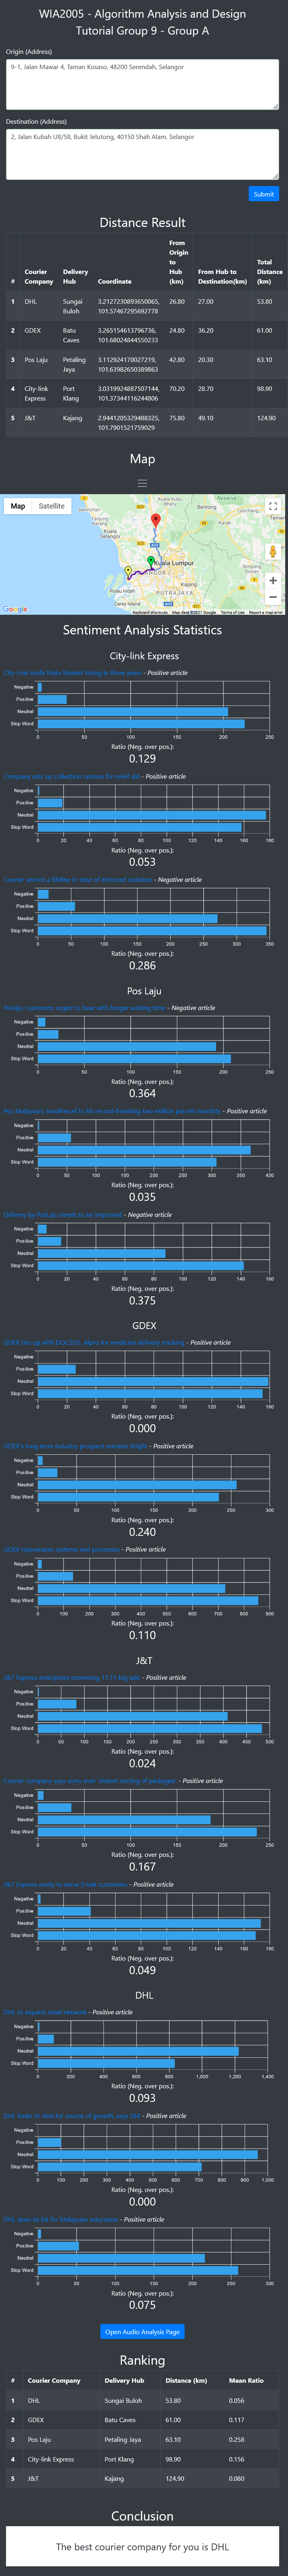 WIA2005 - Algorithm Analysis and Design
Tutorial Group 9 - Group A
Origin (Address)
9-1, Jalan Mawar 4, Taman Kosaso, 48200 Serendah, Selangor
Destination (Address)
2, Jalan Kubah U8/58, Bukit Jelutong, 40150 Shah Alam, Selangor
Submit
Distance Result
# Courier Company Delivery Hub Coordinate From Origin to Hub (km) From Hub to Destination(km) Total Distance (km)
1 DHL Sungai Buloh 3.2127230893650065, 101.57467295692778 26.80 27.00 53.80
2 GDEX Batu Caves 3.265154613796736, 101.68024844550233 24.80 36.20 61.00
3 Pos Laju Petaling Jaya 3.112924170027219, 101.63982650389863 42.80 20.30 63.10
4 City-link Express Port Klang 3.0319924887507144, 101.37344116244806 70.20 28.70 98.90
5 J&T Kajang 2.9441205329488325, 101.7901521759029 75.80 49.10 124.90
Map
Map Satellite
Kuala Lumpur
PUTRAJAYA
Google
Keyboard shortcuts Map data ©2021 Google Terms of Use Report a map error
Sentiment Analysis Statistics
City-link Express
City-Link mulls Main Market listing in three years - Positive article
Negative
Positive
Neutral
Stop Word
0 50 100 150 200 250
Ratio (Neg. over pos.):
0.129
Company sets up collection centres for relief aid - Positive article
Negative
Positive
Neutral
Stop Word
0 20 40 60 80 100 120 140 160 180
Ratio (Neg. over pos.):
0.053
Courier service a lifeline in time of enforced isolation - Negative article
Negative
Positive
Neutral
Stop Word
0 50 100 150 200 250 300 350
Ratio (Neg. over pos.):
0.286
Pos Laju
Poslaju customers urged to bear with longer waiting time - Negative article
Negative
Positive
Neutral
Stop Word
0 50 100 150 200 250
Ratio (Neg. over pos.):
0.364
Pos Malaysia's SendParcel to hit record-breaking two million parcels monthly - Positive article
Negative
Positive
Neutral
Stop Word
0 50 100 150 200 250 300 350 400
Ratio (Neg. over pos.):
0.035
Delivery by PosLaju needs to be improved - Negative article
Negative
Positive
Neutral
Stop Word
0 20 40 60 80 100 120 140 160
Ratio (Neg. over pos.):
0.375
GDEX
GDEX ties up with DOC2US, Alpro for medicine delivery tracking - Positive article
Negative
Positive
Neutral
Stop Word
0 20 40 60 80 100 120 140 160
Ratio (Neg. over pos.):
0.000
GDEX's long term industry prospect remains bright - Positive article
Negative
Positive
Neutral
Stop Word
0 50 100 150 200 250 300
Ratio (Neg. over pos.):
0.240
GDEX rejuvenates systems and processes - Positive article
Negative
Positive
Neutral
Stop Word
0 100 200 300 400 500 600 700 800 900
Ratio (Neg. over pos.):
0.110
J&T
J&T Express anticipates promising 11.11 big sale - Positive article
Negative
Positive
Neutral
Stop Word
0 50 100 150 200 250 300 350 400 450 500
Ratio (Neg. over pos.):
0.024
Courier company says sorry over 'violent sorting of packages' - Positive article
Negative
Positive
Neutral
Stop Word
0 50 100 150 200 250
Ratio (Neg. over pos.):
0.167
J&T Express ready to serve S'wak customers - Positive article
Negative
Positive
Neutral
Stop Word
0 20 40 60 80 100 120 140 160 180
Ratio (Neg. over pos.):
0.049
DHL
DHL to expand retail network - Positive article
Negative
Positive
Neutral
Stop Word
0 200 400 600 800 1,000 1,200 1,400
Ratio (Neg. over pos.):
0.093
DHL looks to Asia for source of growth, says GM - Positive article
Negative
Positive
Neutral
Stop Word
0 100 200 300 400 500 600 700 800 900 1,000
Ratio (Neg. over pos.):
0.000
DHL does its bit for Malaysian education - Positive article
Negative
Positive
Neutral
Stop Word
0 50 100 150 200 250 300
Ratio (Neg. over pos.):
0.075
Open Audio Analysis Page
Ranking
# Courier Company Delivery Hub Distance (km) Mean Ratio
1 DHL Sungai Buloh 53.80 0.056
2 GDEX Batu Caves 61.00 0.117
3 Pos Laju Petaling Jaya 63.10 0.258
4 City-link Express Port Klang 98.90 0.156
5 J&T Kajang 124.90 0.080
Conclusion
The best courier company for you is DHL